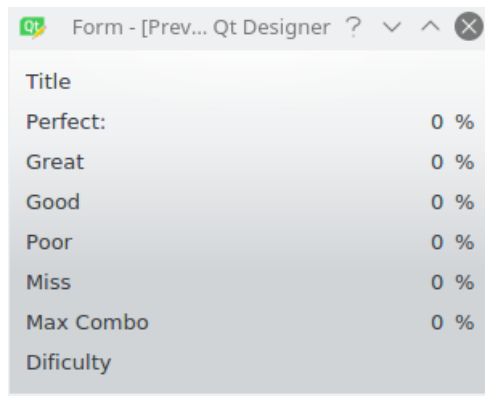 Qt Form - [Prev... Qt Designer ?
Title
Perfect: 0 %
Great 0 %
Good 0 %
Poor 0 %
Miss 0 %
Max Combo 0 %
Dificulty